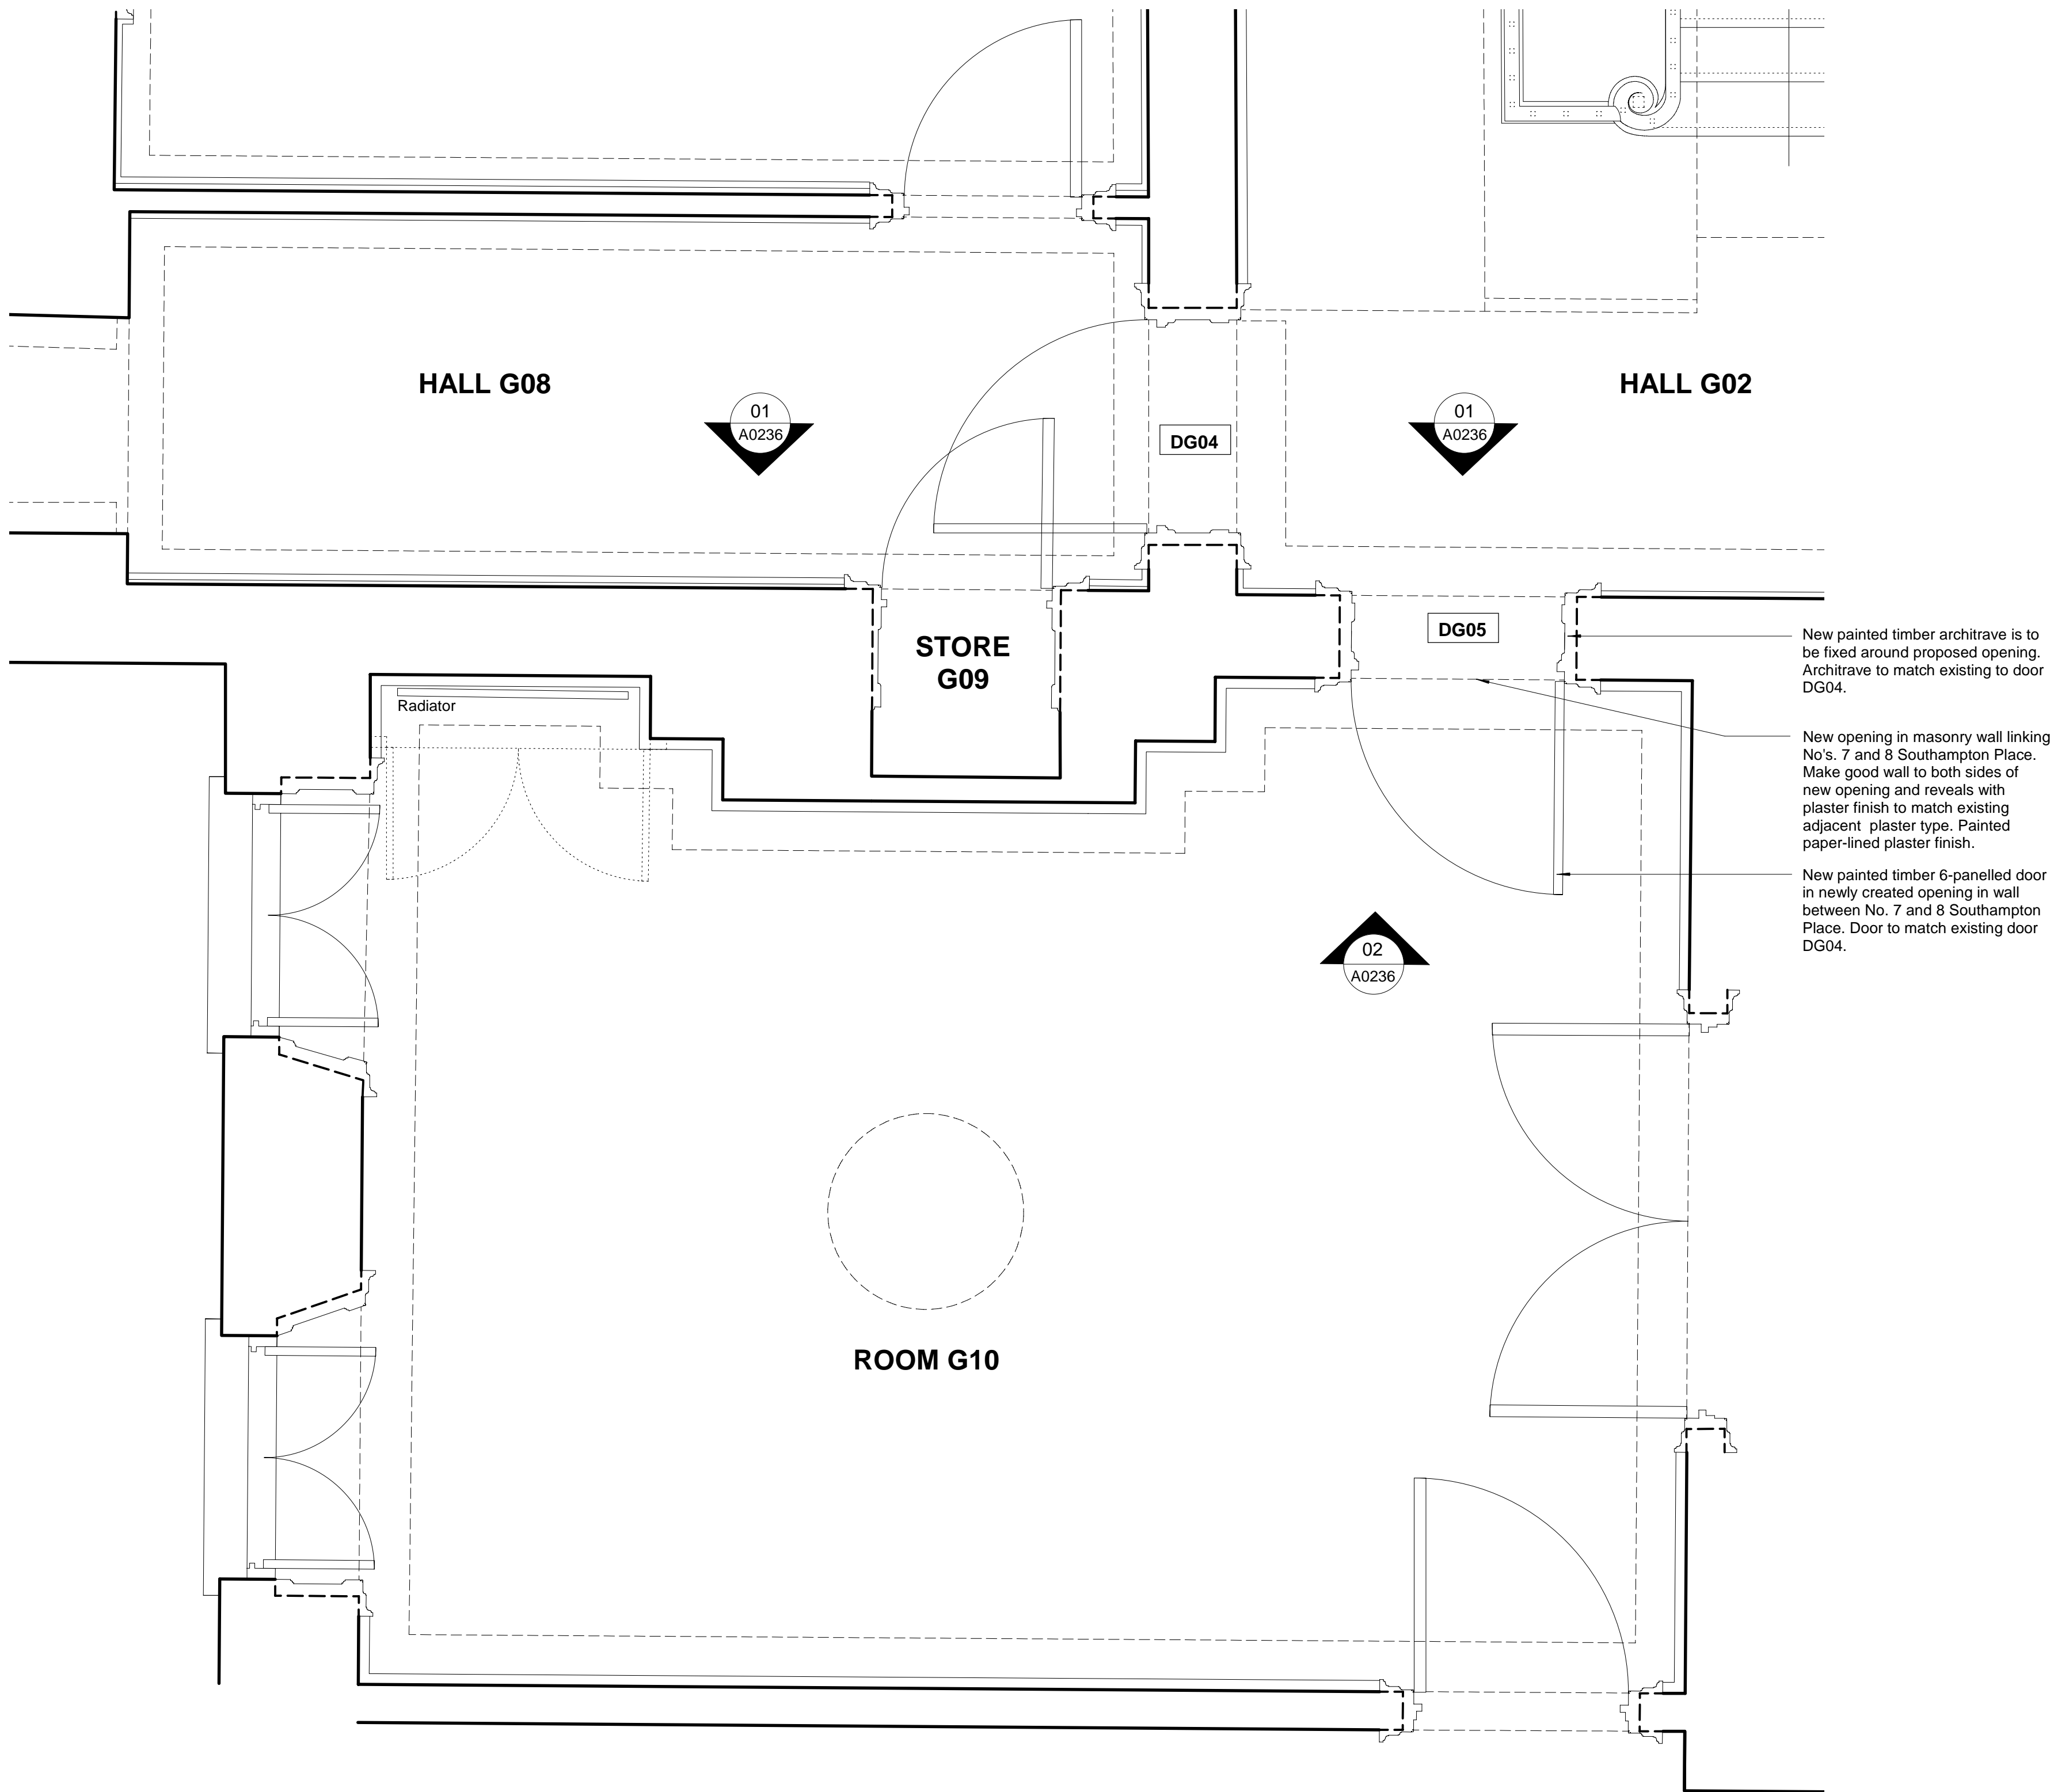 HALL G08
HALL G02
01
A0236
01
A0236
DG04
STORE
G09
DG05
Radiator
New painted timber architrave is to
be fixed around proposed opening.
Architrave to match existing to door
DG04.
New opening in masonry wall linking
No's. 7 and 8 Southampton Place.
Make good wall to both sides of
new opening and reveals with
plaster finish to match existing
adjacent plaster type. Painted
paper-lined plaster finish.
New painted timber 6-panelled door
in newly created opening in wall
between No. 7 and 8 Southampton
Place. Door to match existing door
DG04.
02
A0236
ROOM G10